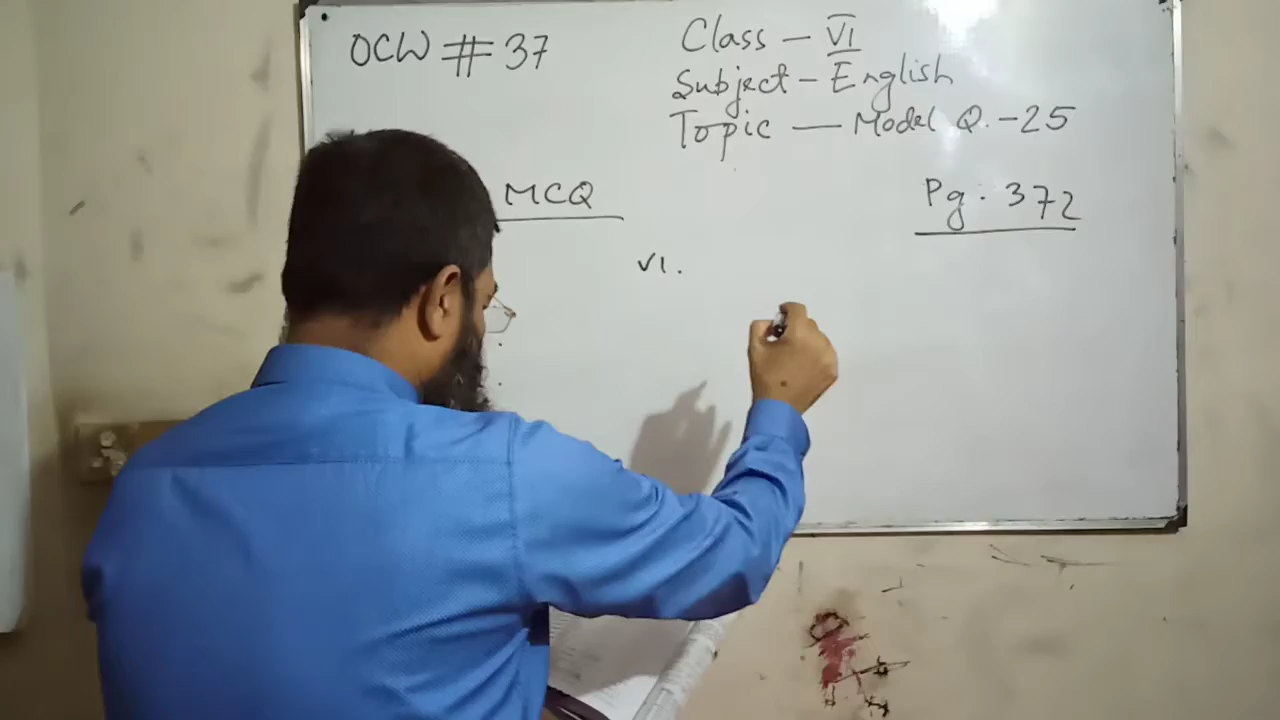 OCW # 37
Class — VI
Subject — English
Topic — Model Q. - 25
MCQ
Pg: 372
VI.